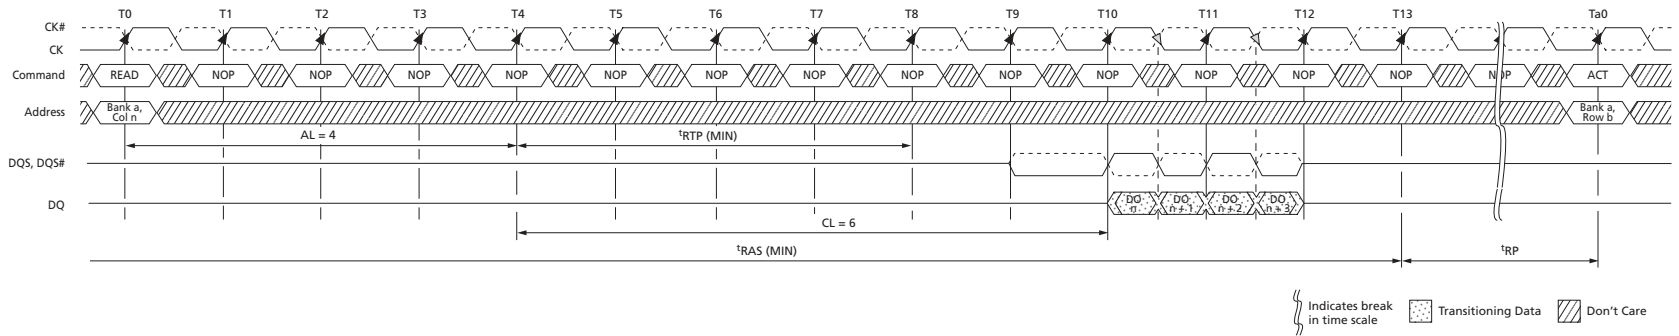 T0 T1 T2 T3 T4 T5 T6 T7 T8 T9 T10 T11 T12 T13 Ta0
CK#
CK
Command READ NOP NOP NOP NOP NOP NOP NOP NOP NOP NOP NOP NOP NOP NOP ACT
Address Bank a, Col n Bank a, Row b
AL = 4 tRTP (MIN)
DQS, DQS#
DQ DO n DO n + 1 DO n + 2 DO n + 3
CL = 6
tRAS (MIN) tRP
Indicates break
in time scale
Transitioning Data
Don't Care